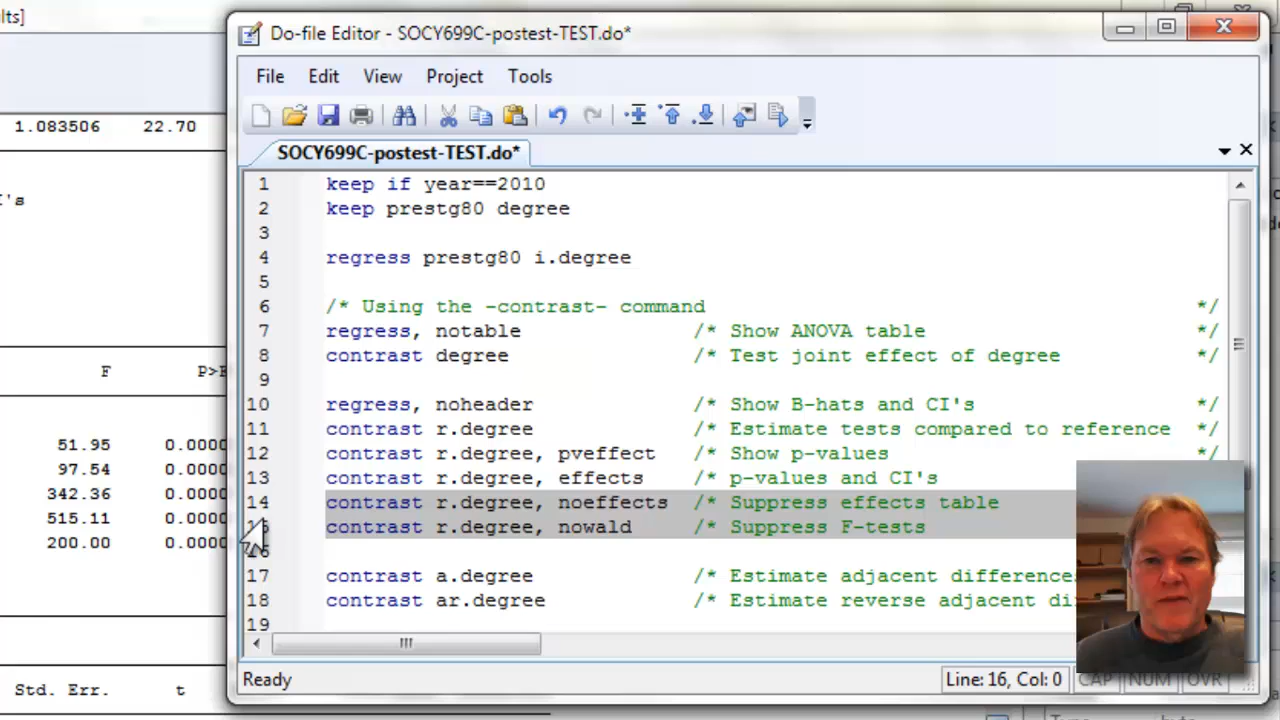 lts]
Do-file Editor - SOCY699C-postest-TEST.do*
File Edit View Project Tools
1.083506 22.70
SOCY699C-postest-TEST.do*
1 keep if year==2010
I's
2 keep prestg80 degree
3
4 regress prestg80 i.degree
5
6 /* Using the -contrast- command */
7 regress, notable /* Show ANOVA table */
8 contrast degree /* Test joint effect of degree */
F P>F
9
10 regress, noheader /* Show B-hats and CI's */
11 contrast r.degree /* Estimate tests compared to reference */
51.95 0.0000
12 contrast r.degree, pveffect /* Show p-values
97.54 0.0000
13 contrast r.degree, effects /* p-values and CI's
342.36 0.0000
14 contrast r.degree, noeffects /* Suppress effects table
515.11 0.0000
contrast r.degree, nowald /* Suppress F-tests
200.00 0.0000
16
17 contrast a.degree /* Estimate adjacent differences
18 contrast ar.degree /* Estimate reverse adjacent di
19
Ready Line: 16, Col: 0 CAP NUM OVR
Std. Err. t